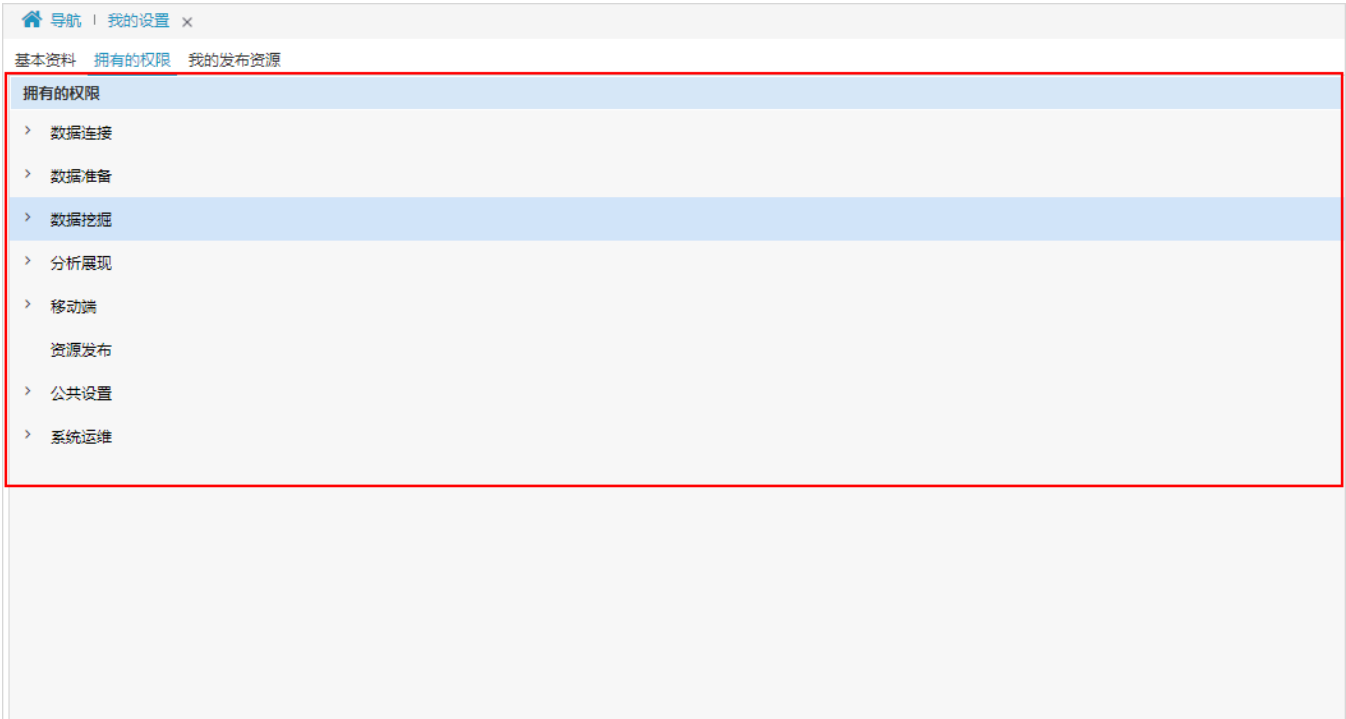 导航 | 我的设置 ×
基本资料 拥有的权限 我的发布资源
拥有的权限
数据连接
数据准备
数据挖掘
分析展现
移动端
资源发布
公共设置
系统运维